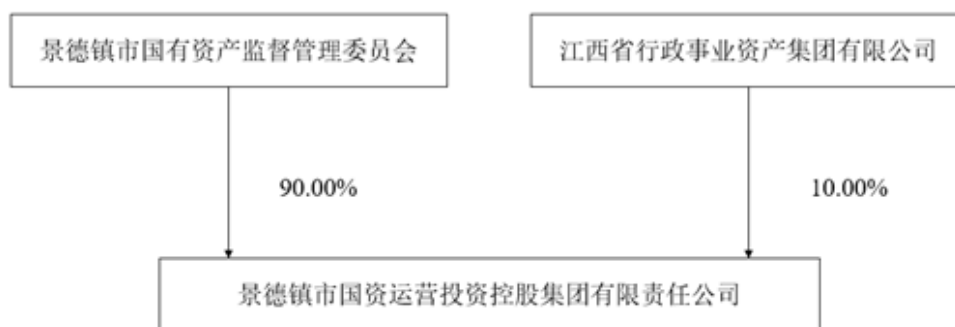 景德镇市国有资产监督管理委员会
江西省行政事业资产集团有限公司
90.00%
10.00%
景德镇市国资运营投资控股集团有限责任公司